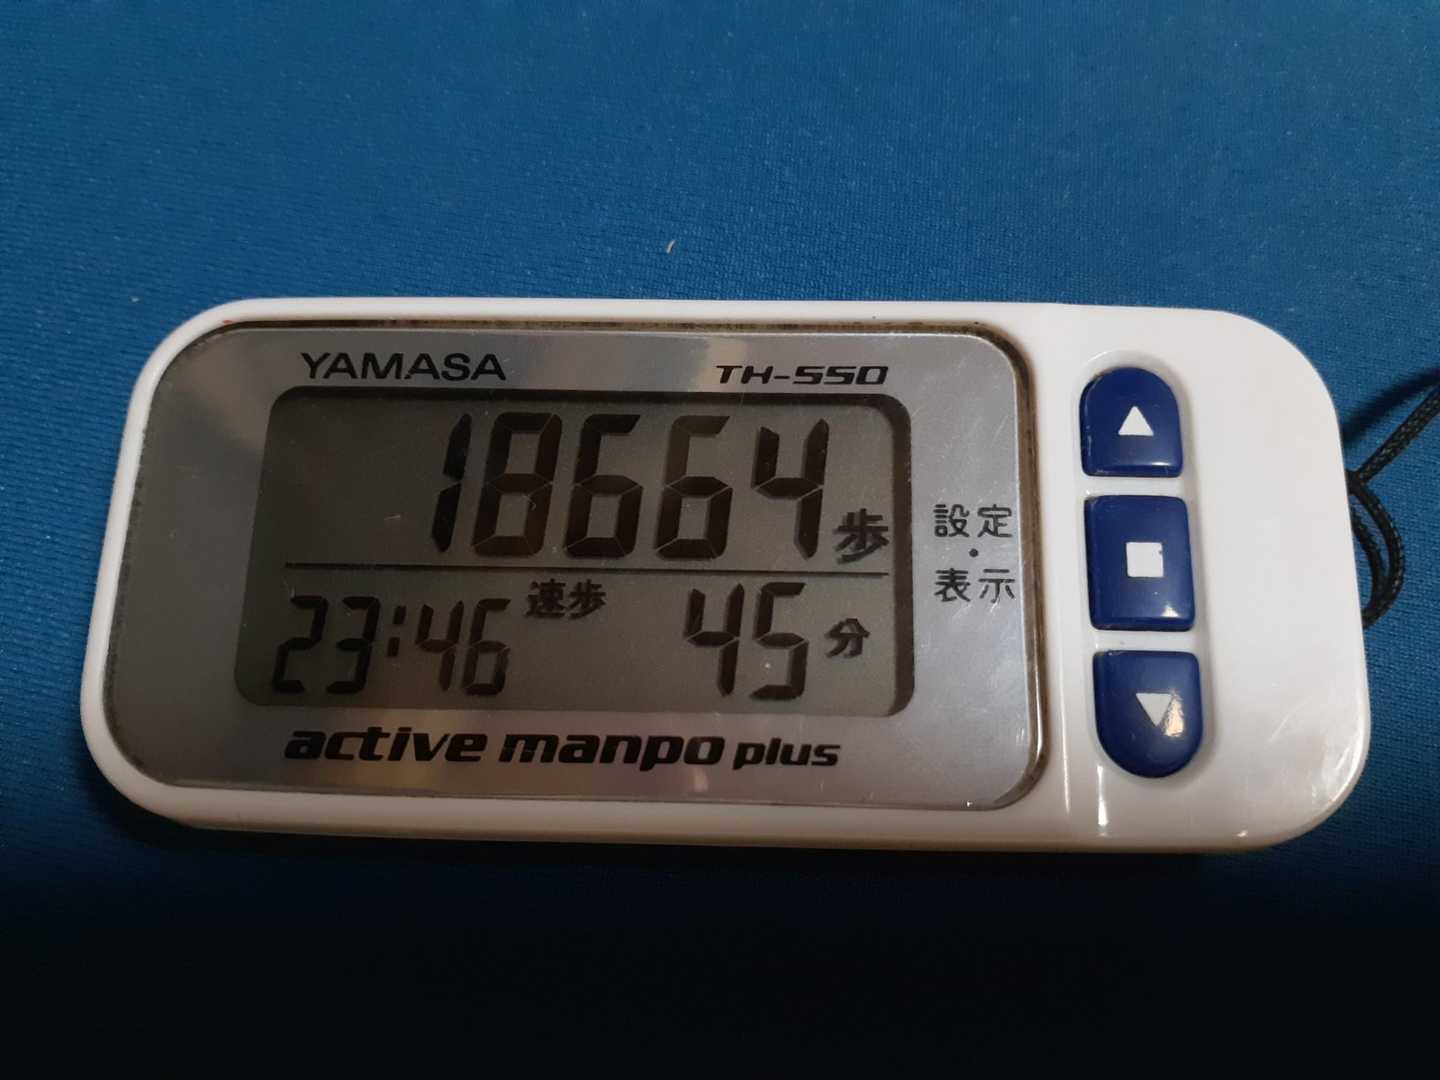 YAMASA TH-550
18664歩
設定
・
表示
23:46 速歩 45分
active manpo plus